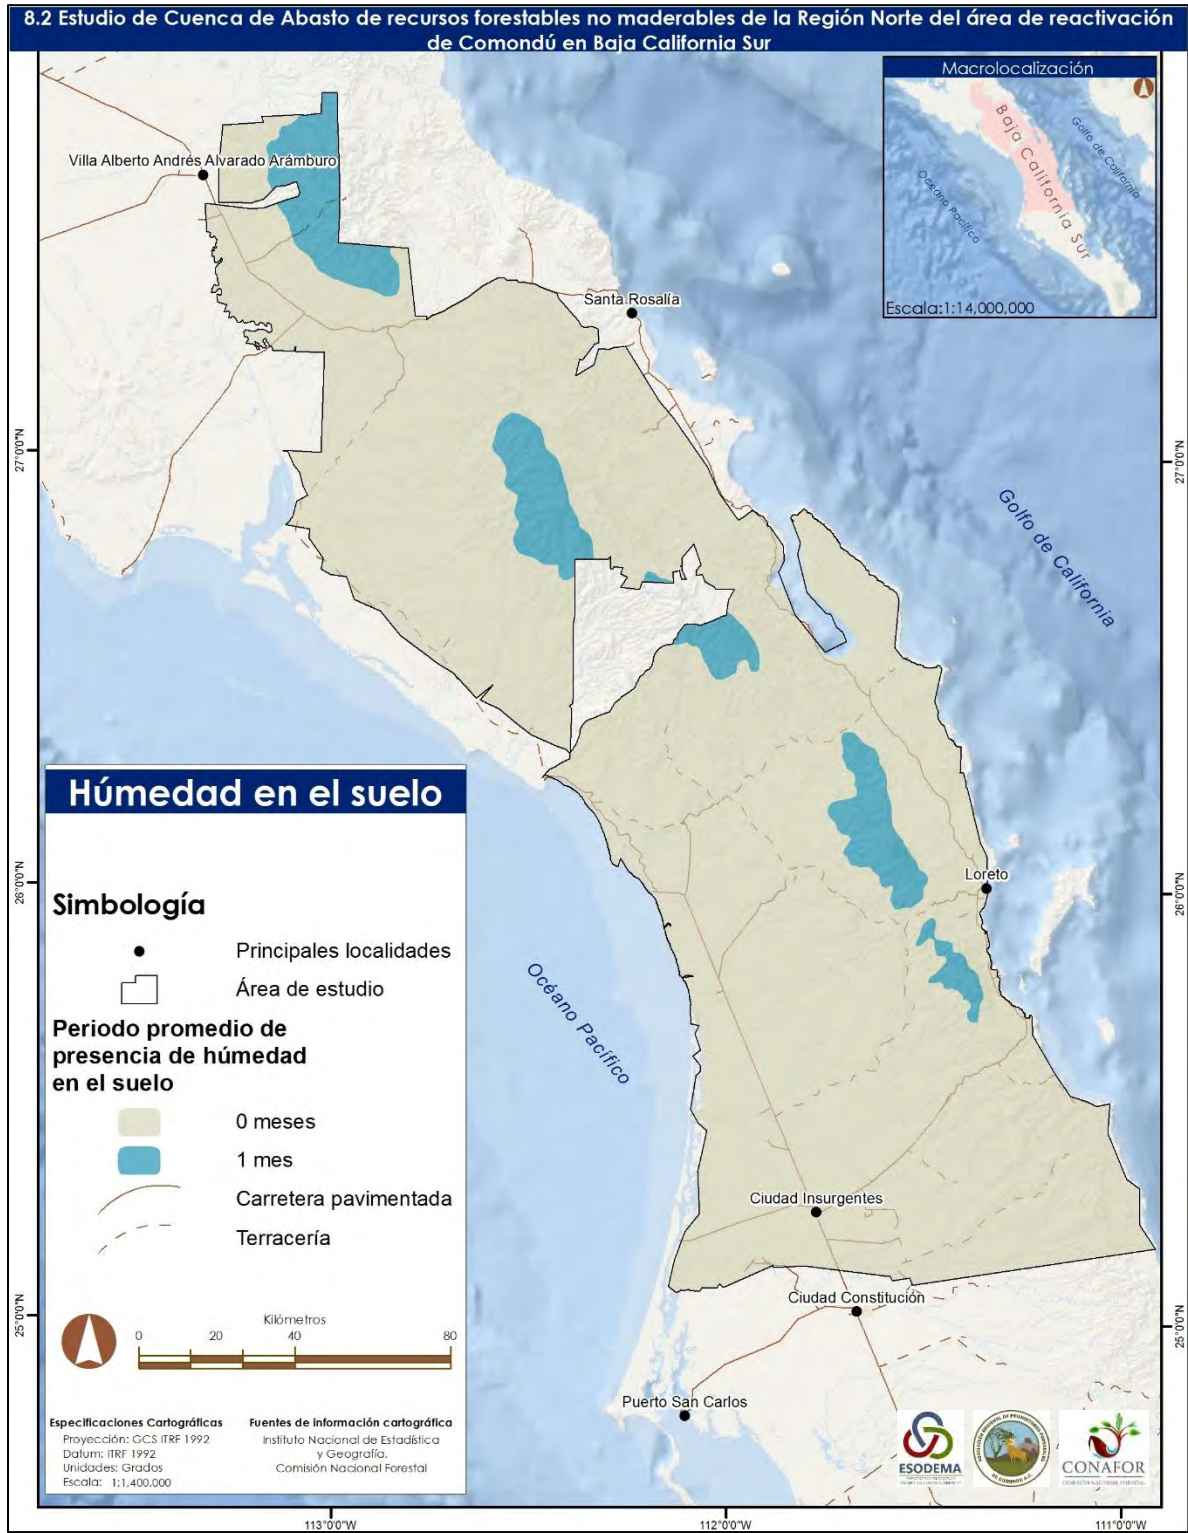 8.2 Estudio de Cuenca de Abasto de recursos forestables no maderables de la Región Norte del área de reactivación
de Comondú en Baja California Sur
Macrolocalización
Baja California Sur
Golfo de California
Océano Pacífico
Escala:1:14,000,000
Villa Alberto Andrés Alvarado Arámburo
Santa Rosalía
27°0'0"N
27°0'0"N
Golfo de California
Loreto
26°0'0"N
26°0'0"N
Océano Pacífico
Ciudad Insurgentes
Ciudad Constitución
25°0'0"N
25°0'0"N
Puerto San Carlos
Húmedad en el suelo
Simbología
Principales localidades
Área de estudio
Periodo promedio de
presencia de húmedad
en el suelo
0 meses
1 mes
Carretera pavimentada
Terracería
Kilómetros
0 20 40 80
Especificaciones Cartográficas
Proyección: GCS ITRF 1992
Datum: ITRF 1992
Unidades: Grados
Escala: 1:1,400,000
Fuentes de información cartográfica
Instituto Nacional de Estadística
y Geografía.
Comisión Nacional Forestal
ESODEMA
CONAFOR
COMISIÓN NACIONAL FORESTAL
113°0'0"W
112°0'0"W
111°0'0"W